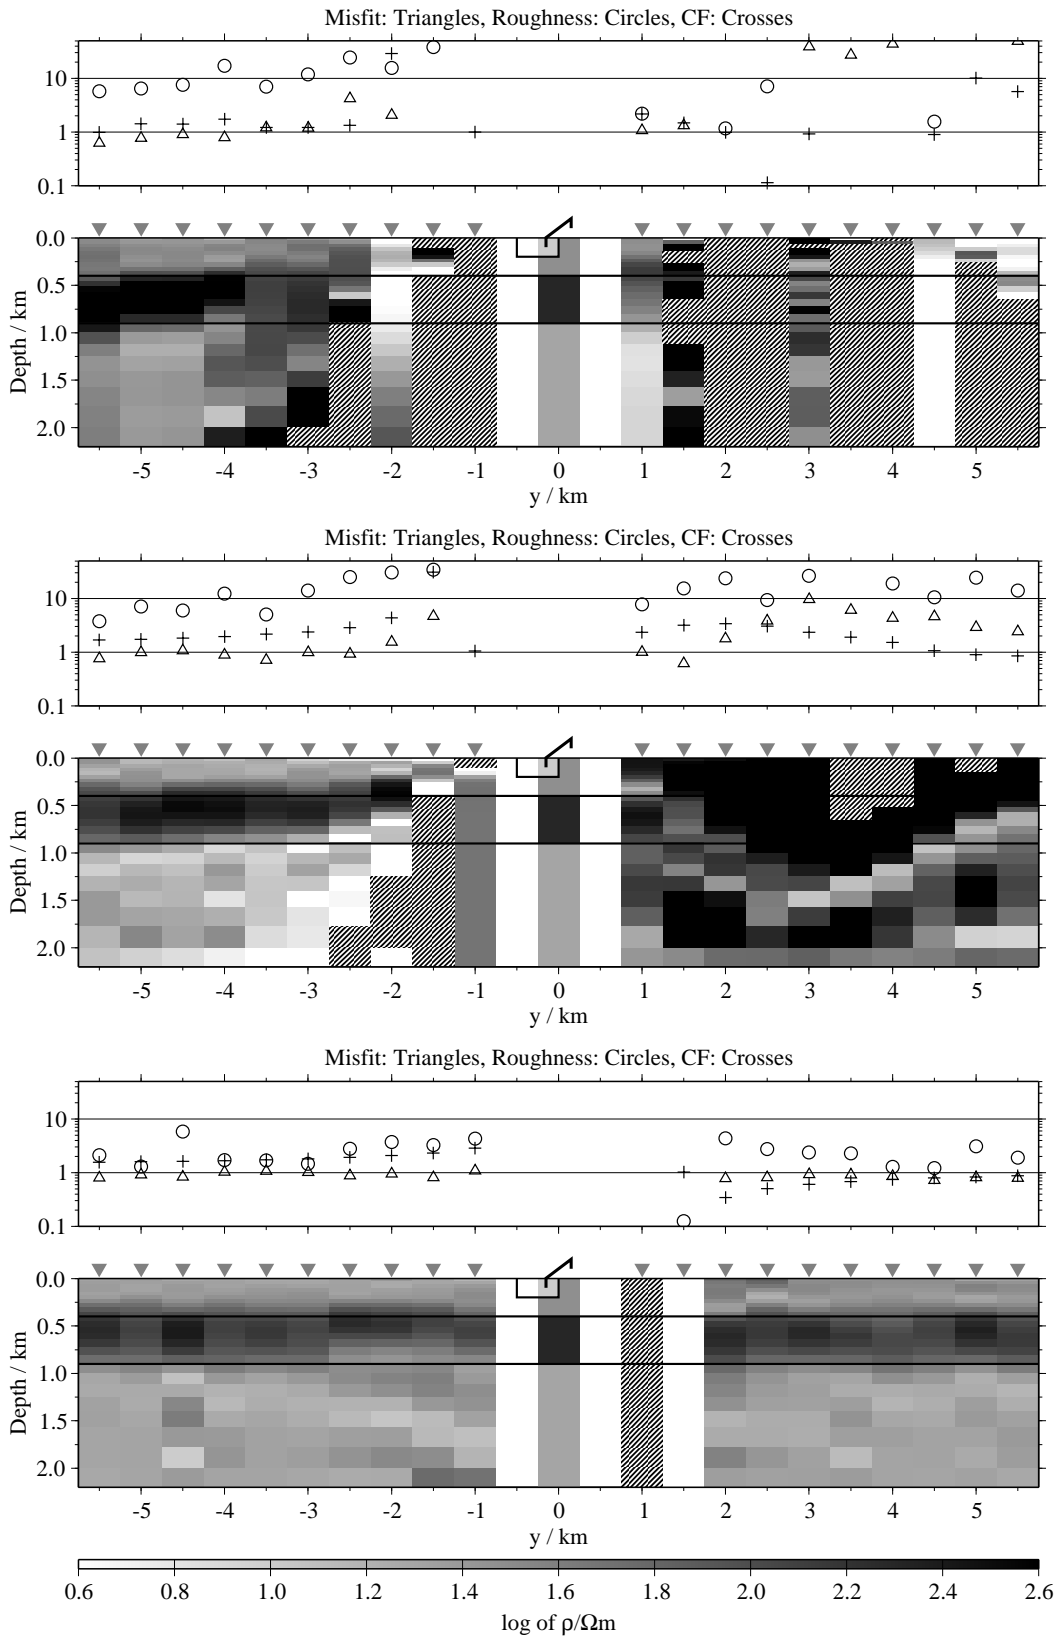 Misfit: Triangles, Roughness: Circles, CF: Crosses
10
1
0.1
0.0
0.5
1.0
1.5
2.0
Depth / km
-5 -4 -3 -2 -1 0 1 2 3 4 5
y / km
Misfit: Triangles, Roughness: Circles, CF: Crosses
10
1
0.1
0.0
0.5
1.0
1.5
2.0
Depth / km
-5 -4 -3 -2 -1 0 1 2 3 4 5
y / km
Misfit: Triangles, Roughness: Circles, CF: Crosses
10
1
0.1
0.0
0.5
1.0
1.5
2.0
Depth / km
-5 -4 -3 -2 -1 0 1 2 3 4 5
y / km
0.6 0.8 1.0 1.2 1.4 1.6 1.8 2.0 2.2 2.4 2.6
log of ρ/Ωm